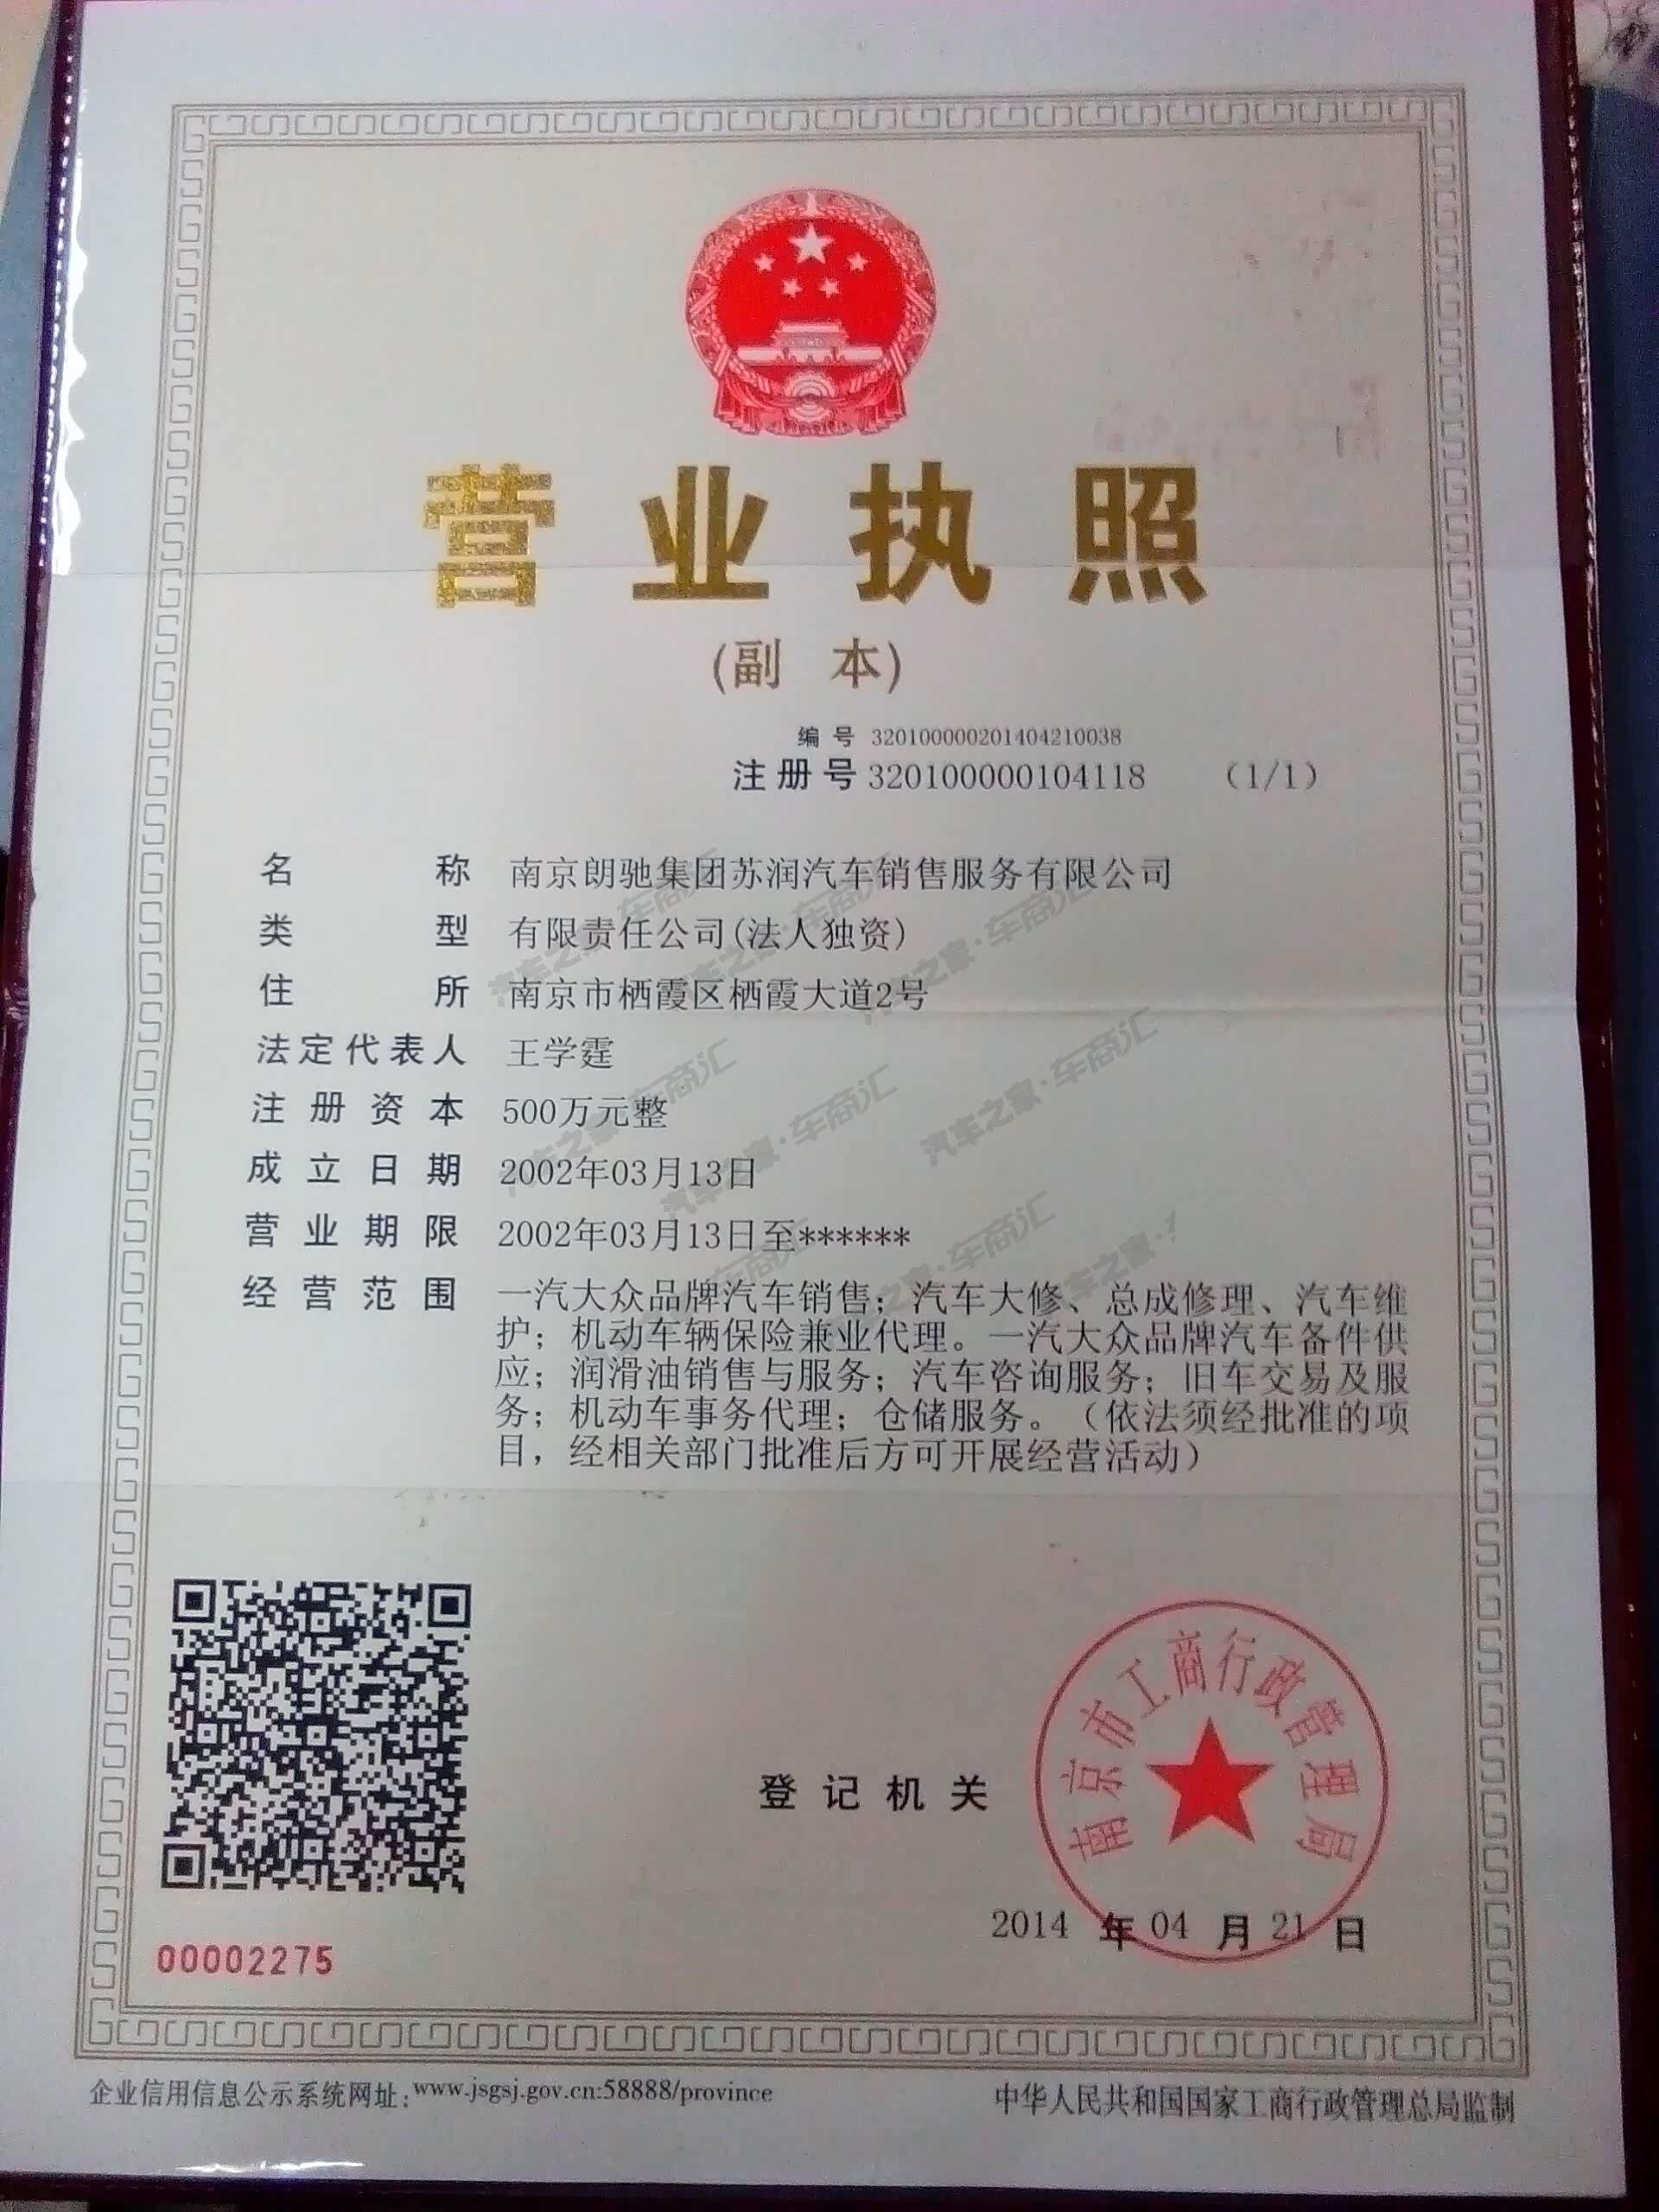 营业执照
(副 本)
编 号 320100000201404210038
注册号 320100000104118 （1/1）
名 称 南京朗驰集团苏润汽车销售服务有限公司
类 型 有限责任公司(法人独资)
住 所 南京市栖霞区栖霞大道2号
法定代表人 王学霆
注册资本 500万元整
成立日期 2002年03月13日
营业期限 2002年03月13日至******
经营范围 一汽大众品牌汽车销售；汽车大修、总成修理、汽车维
护；机动车辆保险兼业代理。一汽大众品牌汽车备件供
应；润滑油销售与服务；汽车咨询服务；旧车交易及服
务；机动车事务代理；仓储服务。（依法须经批准的项
目，经相关部门批准后方可开展经营活动）
汽车之家·车商汇
南京市工商行政管理局
登记机关
2014 年 04 月 21 日
00002275
企业信用信息公示系统网址：www.jsgsj.gov.cn:58888/province
中华人民共和国国家工商行政管理总局监制